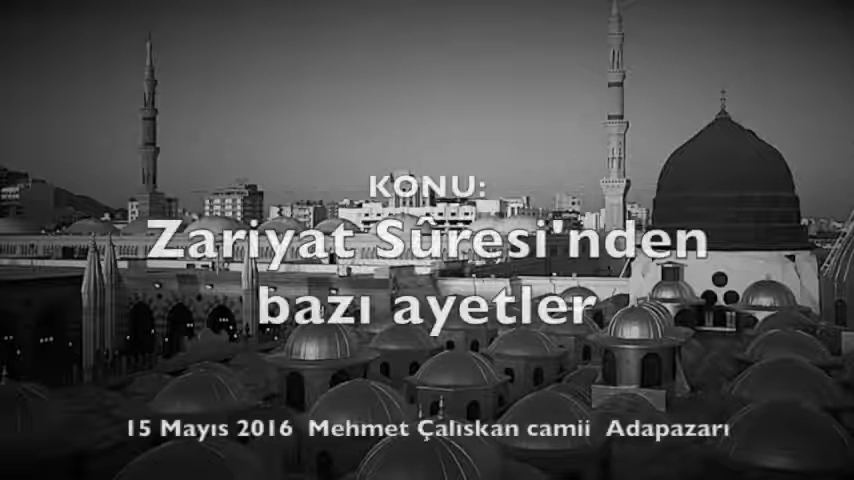 KONU:
Zariyat Sûresi'nden
bazı ayetler
15 Mayıs 2016 Mehmet Çalıskan camii Adapazarı